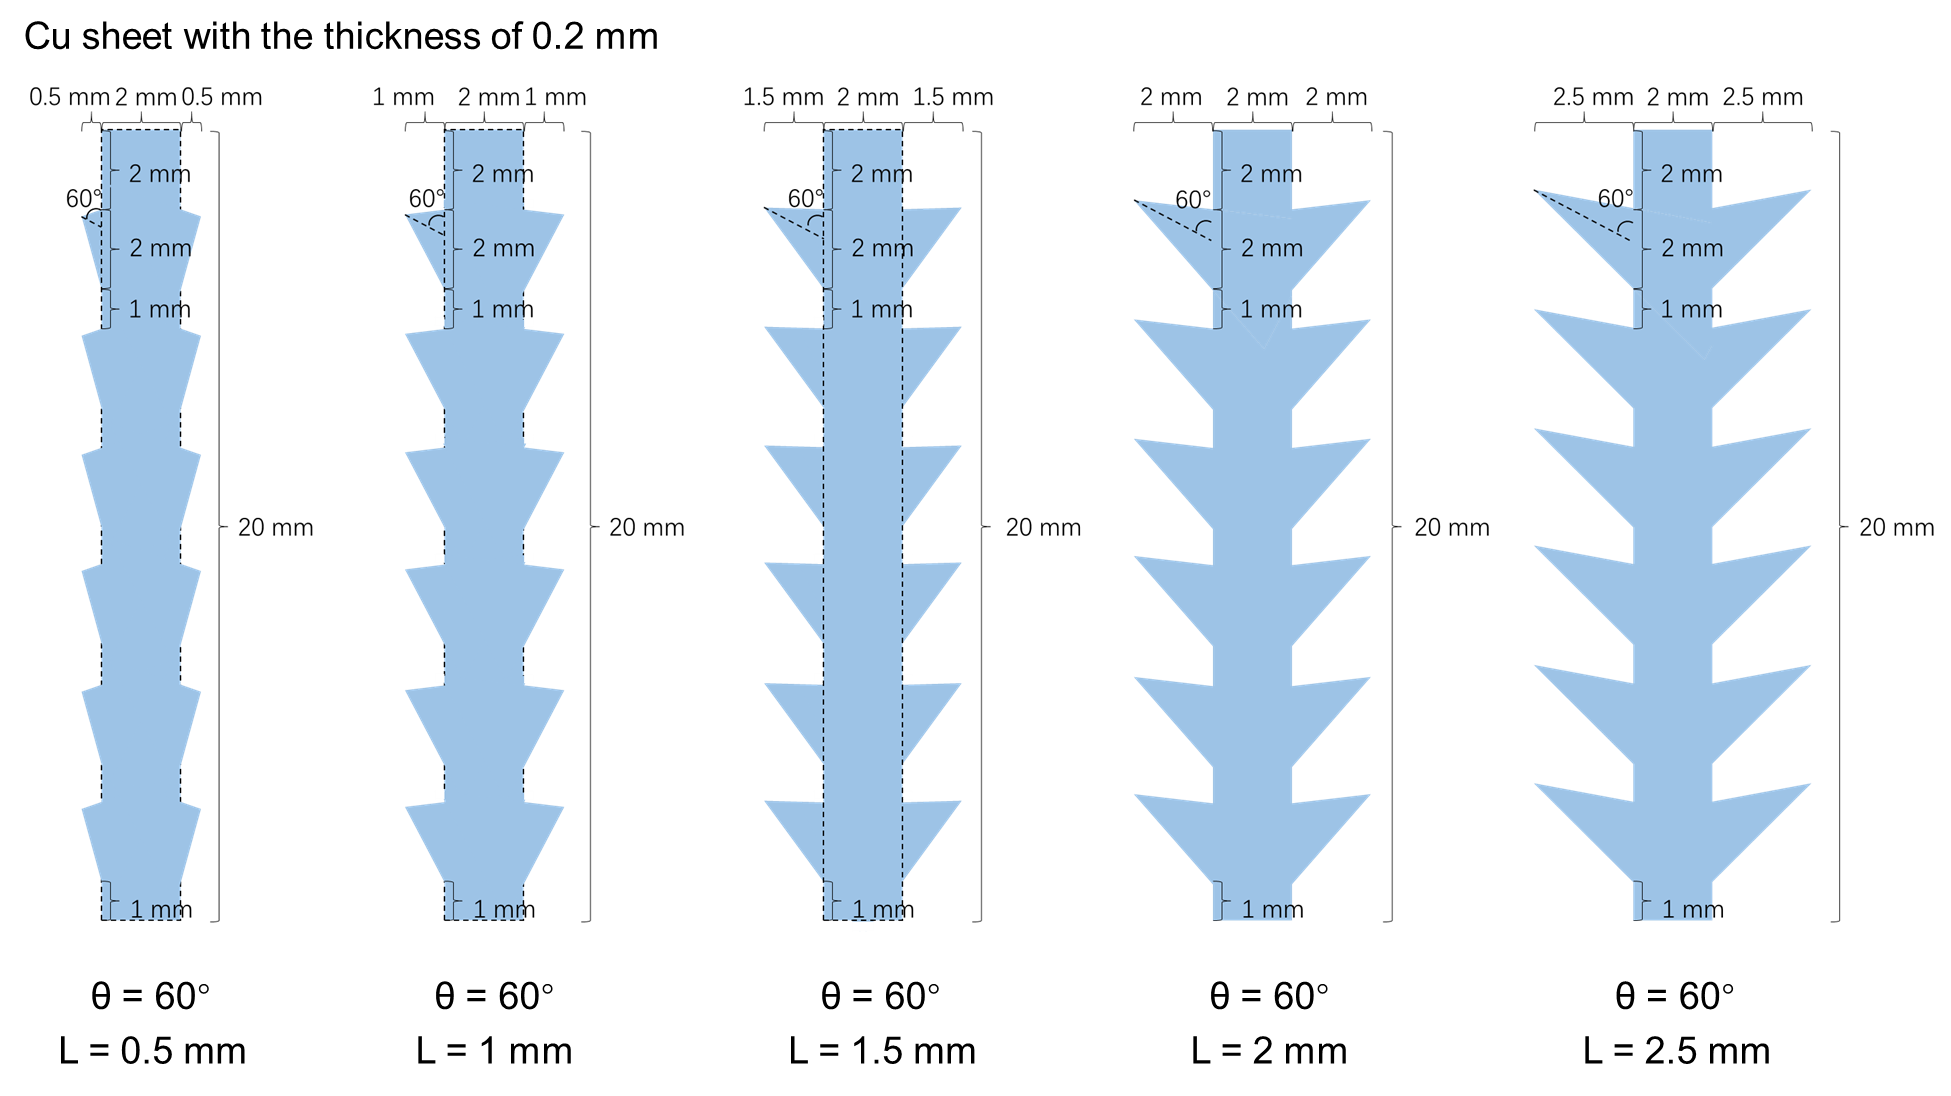 Cu sheet with the thickness of 0.2 mm
0.5 mm 2 mm 0.5 mm
1 mm 2 mm 1 mm
1.5 mm 2 mm 1.5 mm
2 mm 2 mm 2 mm
2.5 mm 2 mm 2.5 mm
2 mm 2 mm 2 mm 2 mm 2 mm
60° 60° 60° 60° 60°
2 mm 2 mm 2 mm 2 mm 2 mm
1 mm 1 mm 1 mm 1 mm 1 mm
20 mm 20 mm 20 mm 20 mm 20 mm
1 mm 1 mm 1 mm 1 mm 1 mm
θ = 60° θ = 60° θ = 60° θ = 60° θ = 60°
L = 0.5 mm L = 1 mm L = 1.5 mm L = 2 mm L = 2.5 mm